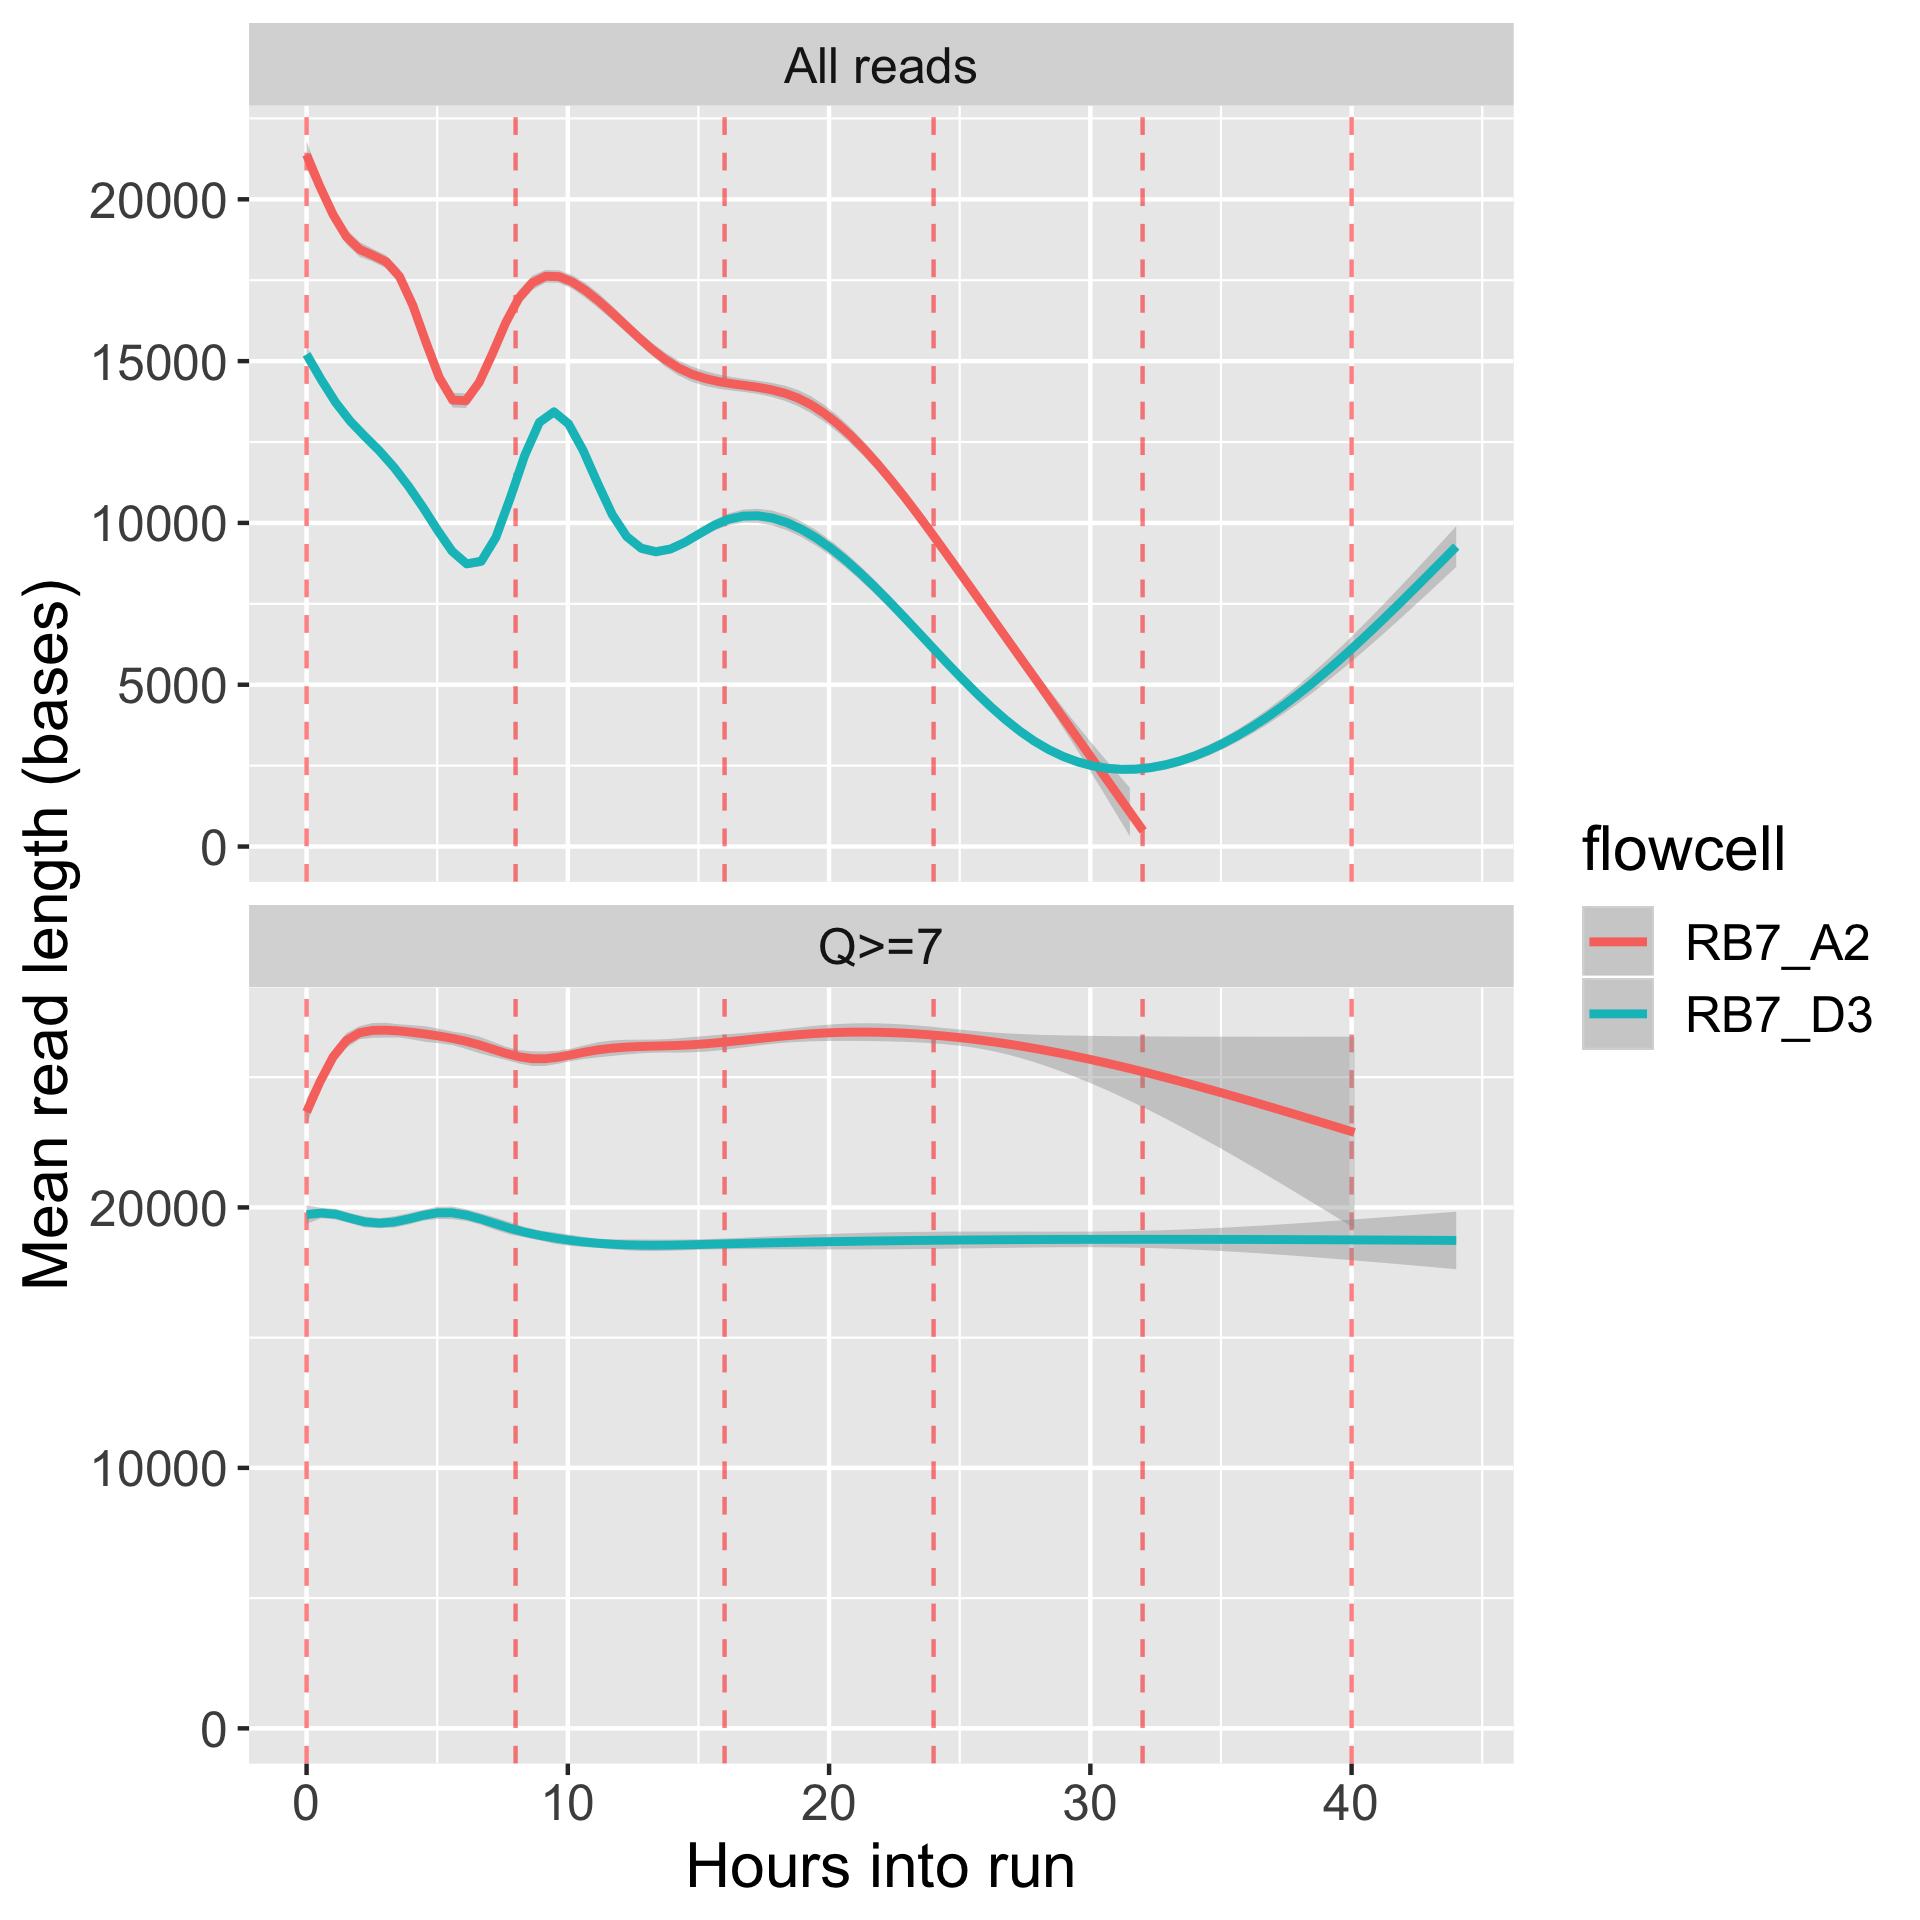 All reads
20000
15000
10000
5000
0
Q>=7
20000
10000
0
0 10 20 30 40
Hours into run
Mean read length (bases)
flowcell
RB7_A2
RB7_D3